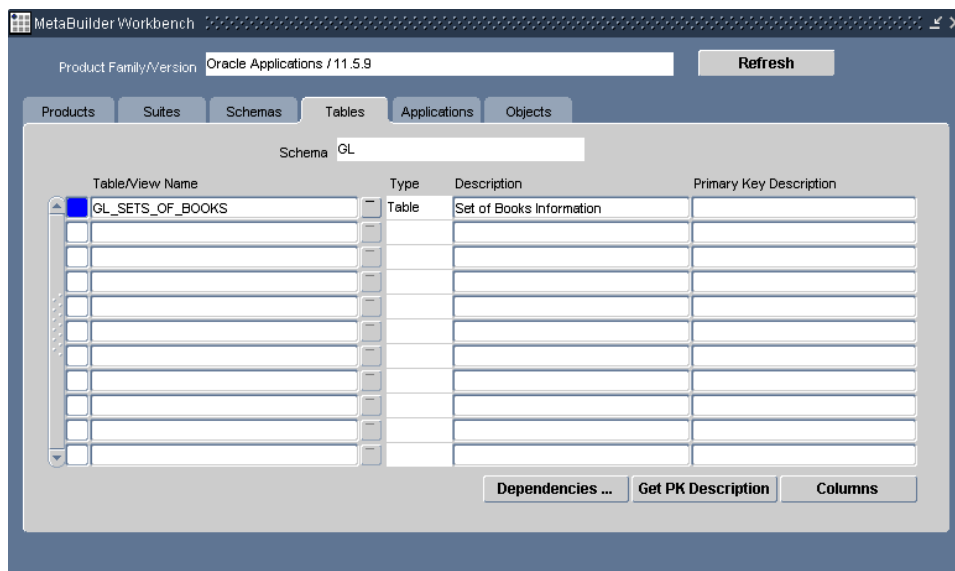 MetaBuilder Workbench
Product Family/Version Oracle Applications / 11.5.9 Refresh
Products Suites Schemas Tables Applications Objects
Schema GL
Table/View Name Type Description Primary Key Description
GL_SETS_OF_BOOKS Table Set of Books Information
Dependencies ... Get PK Description Columns